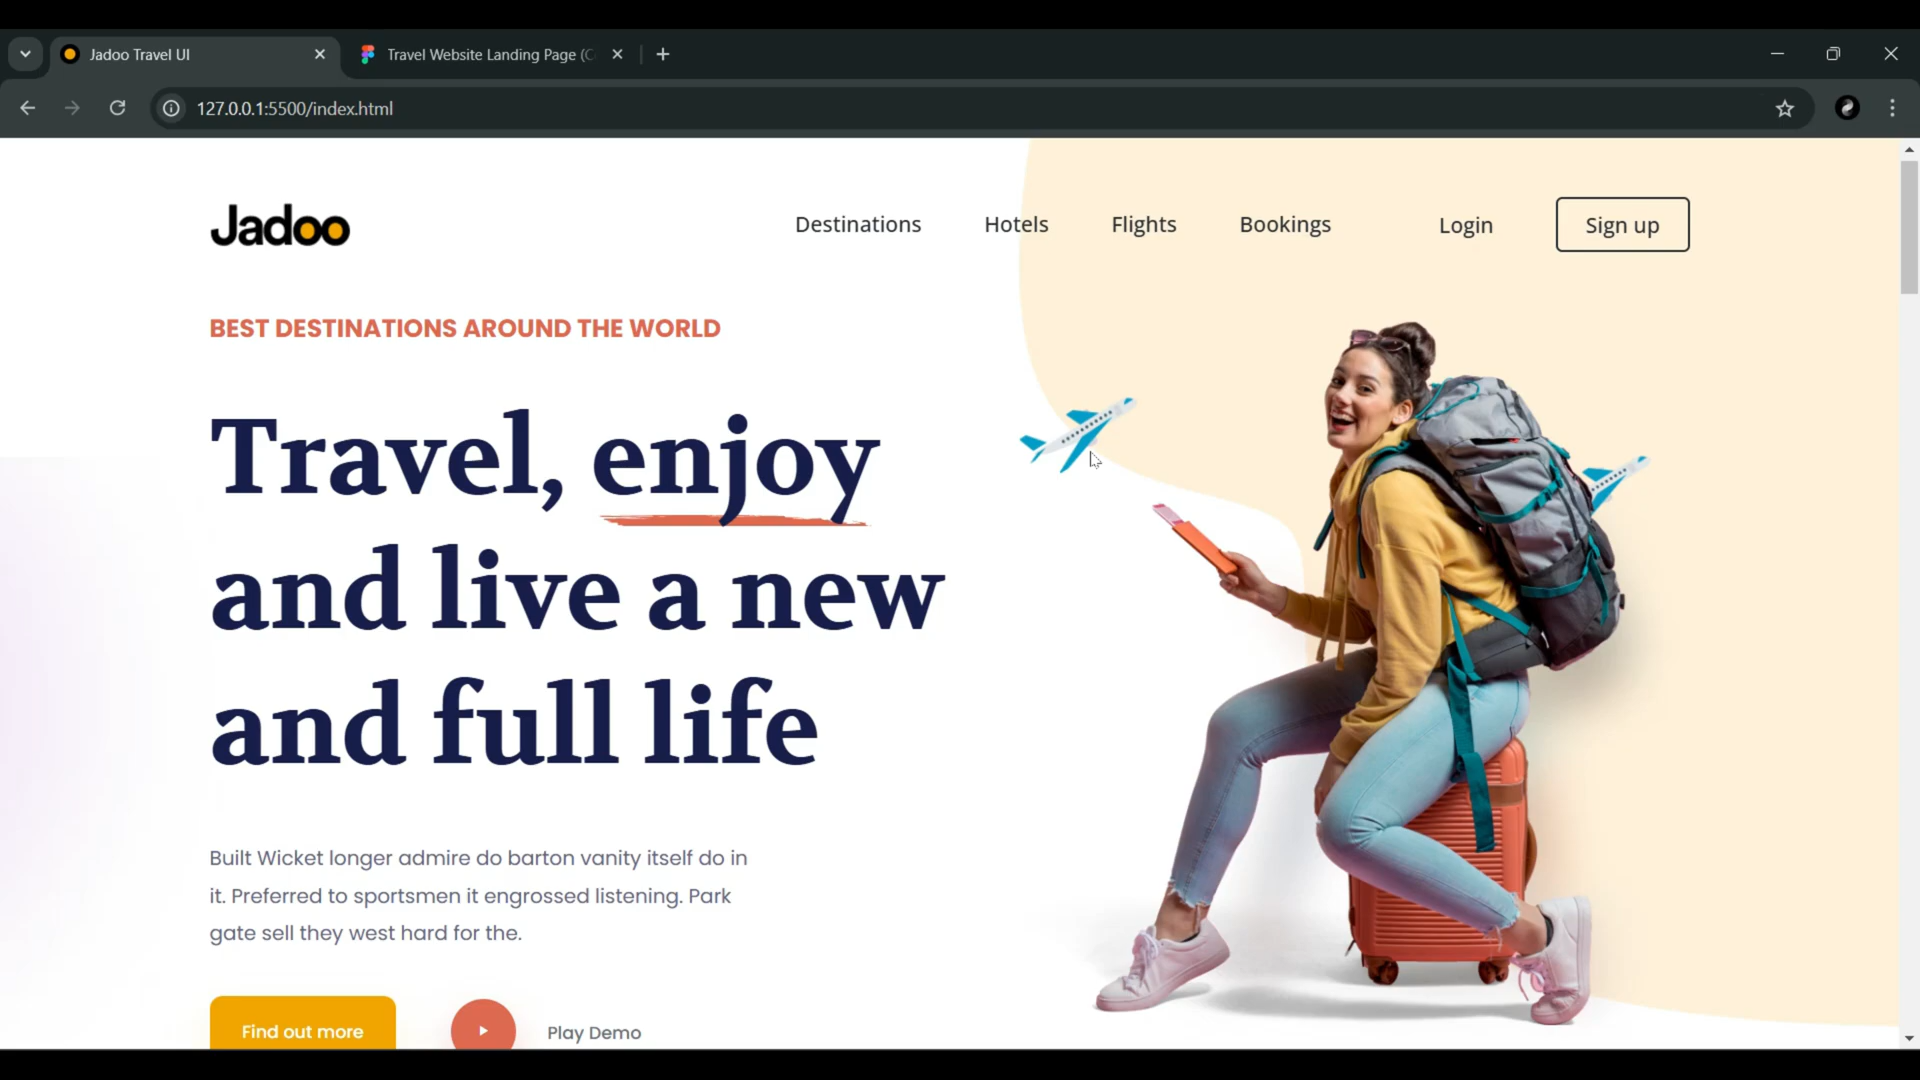 Jadoo Travel UI
Travel Website Landing Page (C
127.0.0.1:5500/index.html
Jadoo
Destinations
Hotels
Flights
Bookings
Login
Sign up
BEST DESTINATIONS AROUND THE WORLD
Travel, enjoy
and live a new
and full life
Built Wicket longer admire do barton vanity itself do in
it. Preferred to sportsmen it engrossed listening. Park
gate sell they west hard for the.
Find out more
Play Demo